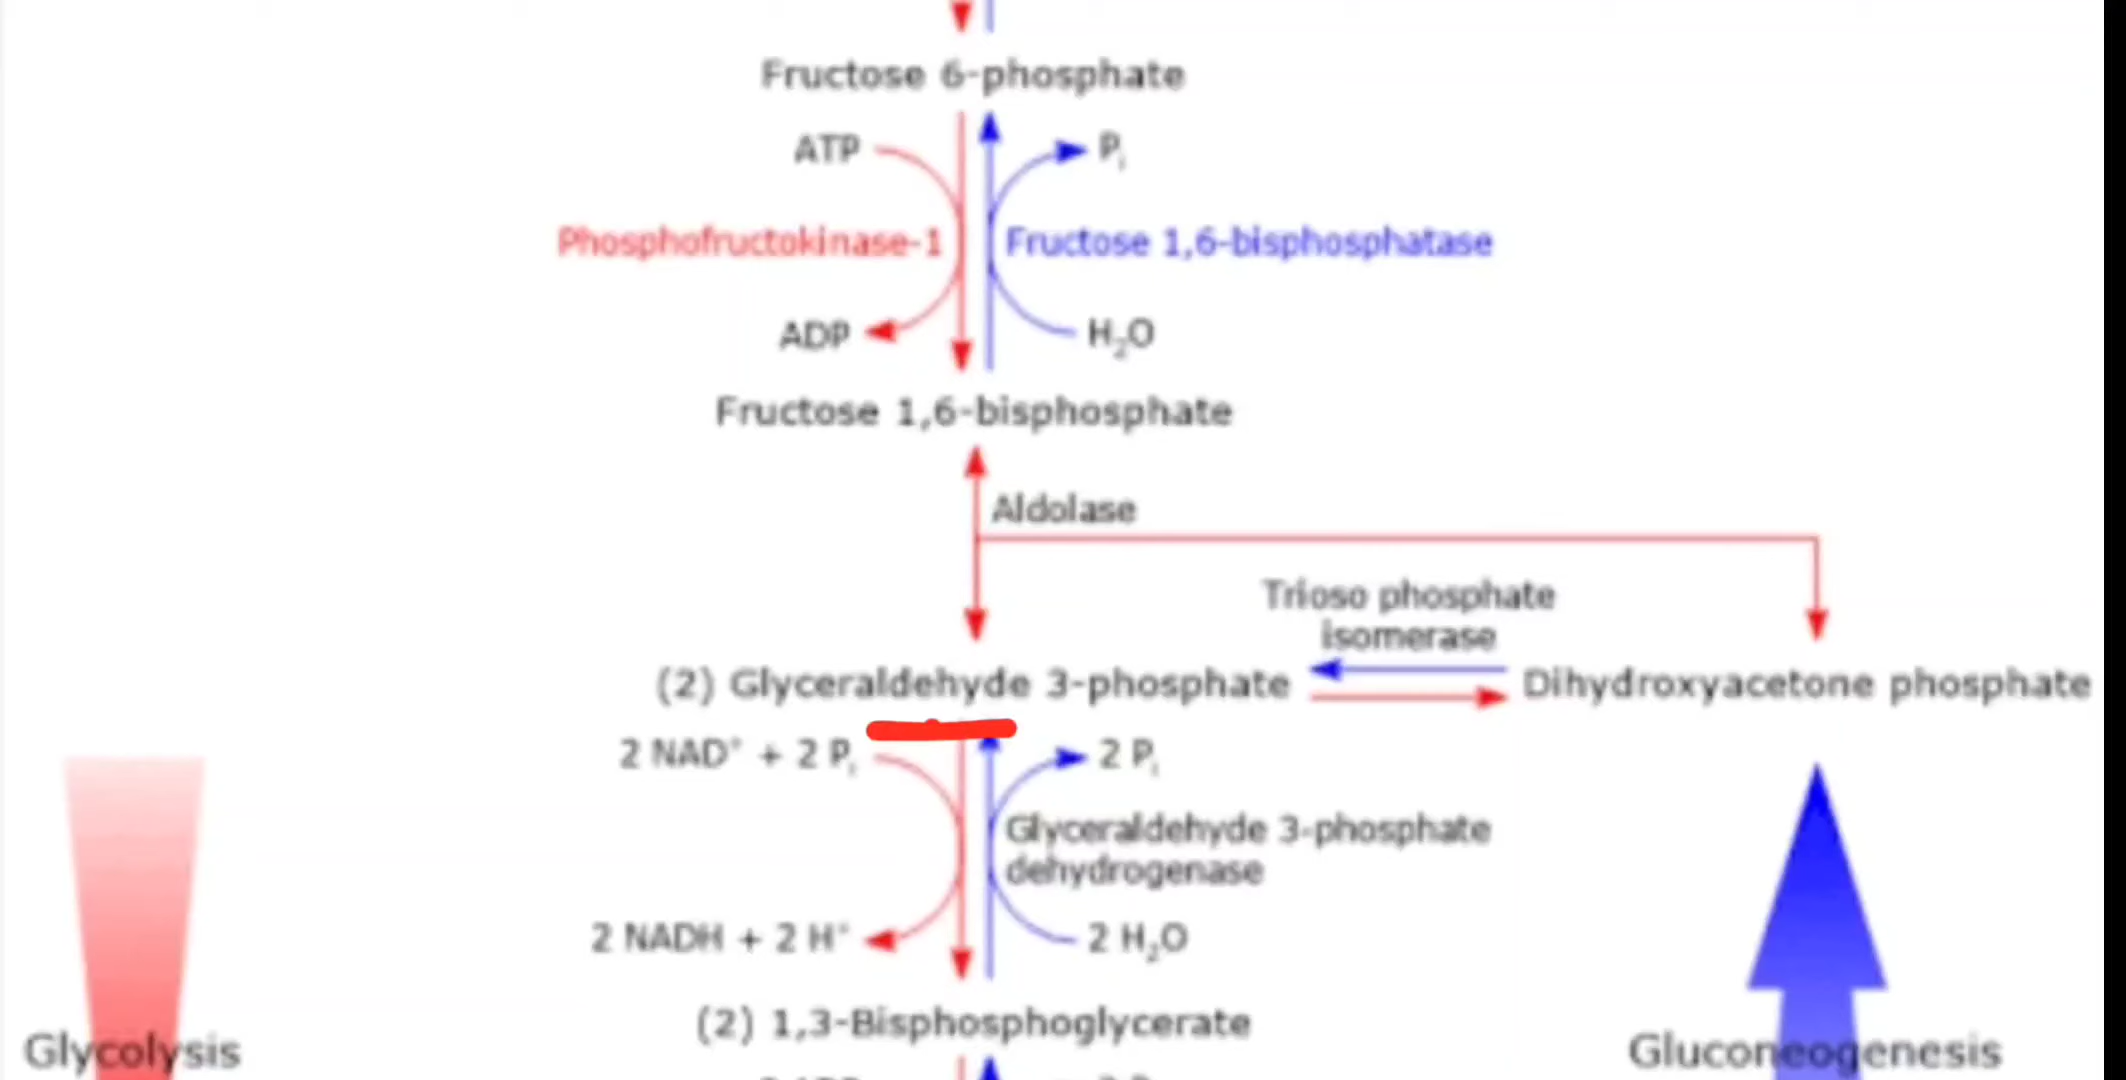 Fructose 6-phosphate
ATP
Pi
Phosphofructokinase-1
Fructose 1,6-bisphosphatase
ADP
H2O
Fructose 1,6-bisphosphate
Aldolase
Trioso phosphate
isomerase
(2) Glyceraldehyde 3-phosphate
Dihydroxyacetone phosphate
2 NAD+ + 2 Pi
2 Pi
Glyceraldehyde 3-phosphate
dehydrogenase
2 NADH + 2 H+
2 H2O
(2) 1,3-Bisphosphoglycerate
Glycolysis
Gluconeogenesis